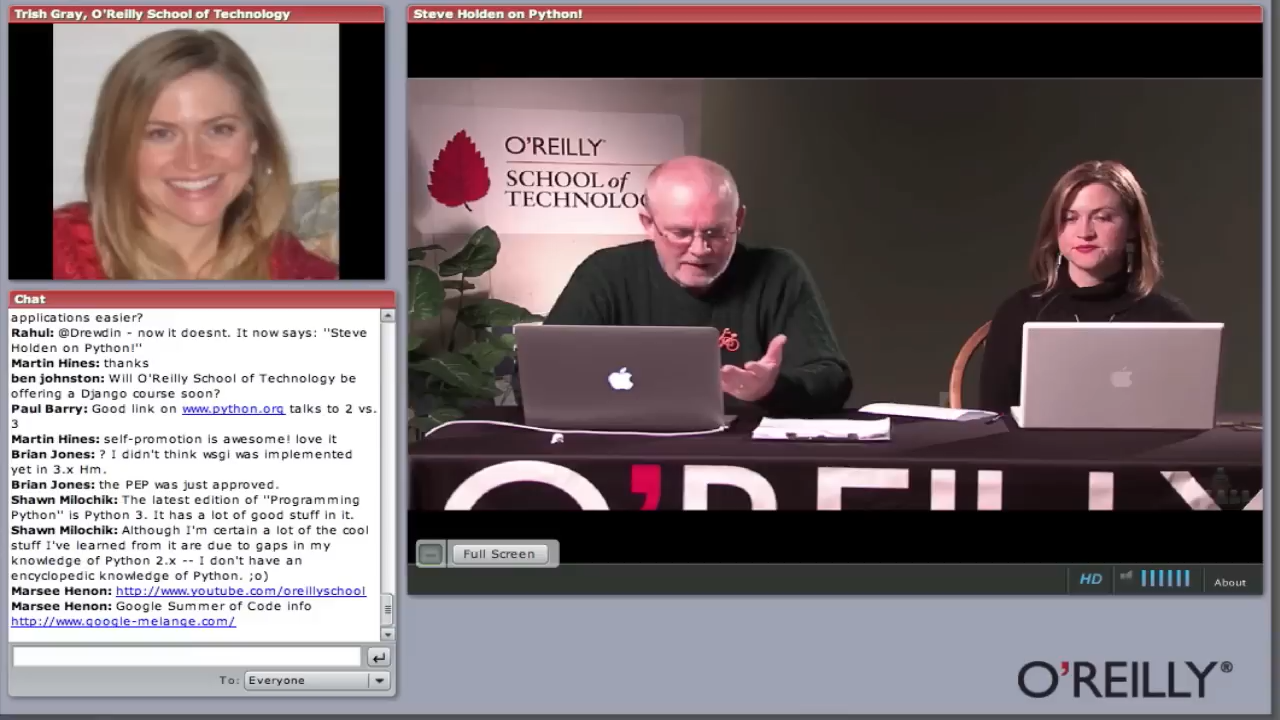 Trish Gray, O'Reilly School of Technology
Steve Holden on Python!
O'REILLY
SCHOOL of
TECHNOLO
Chat
applications easier?
Rahul: @Drewdin - now it doesnt. It now says: "Steve
Holden on Python!"
Martin Hines: thanks
ben johnston: Will O'Reilly School of Technology be
offering a Django course soon?
Paul Barry: Good link on www.python.org talks to 2 vs.
3
Martin Hines: self-promotion is awesome! love it
Brian Jones: ? I didn't think wsgi was implemented
yet in 3.x Hm.
Brian Jones: the PEP was just approved.
Shawn Milochik: The latest edition of "Programming
Python" is Python 3. It has a lot of good stuff in it.
Shawn Milochik: Although I'm certain a lot of the cool
stuff I've learned from it are due to gaps in my
knowledge of Python 2.x -- I don't have an
encyclopedic knowledge of Python. ;o)
Marsee Henon: http://www.youtube.com/oreillyschool
Marsee Henon: Google Summer of Code info
http://www.google-melange.com/
To: Everyone
O'REILLY
Full Screen
HD
About
O'REILLY®